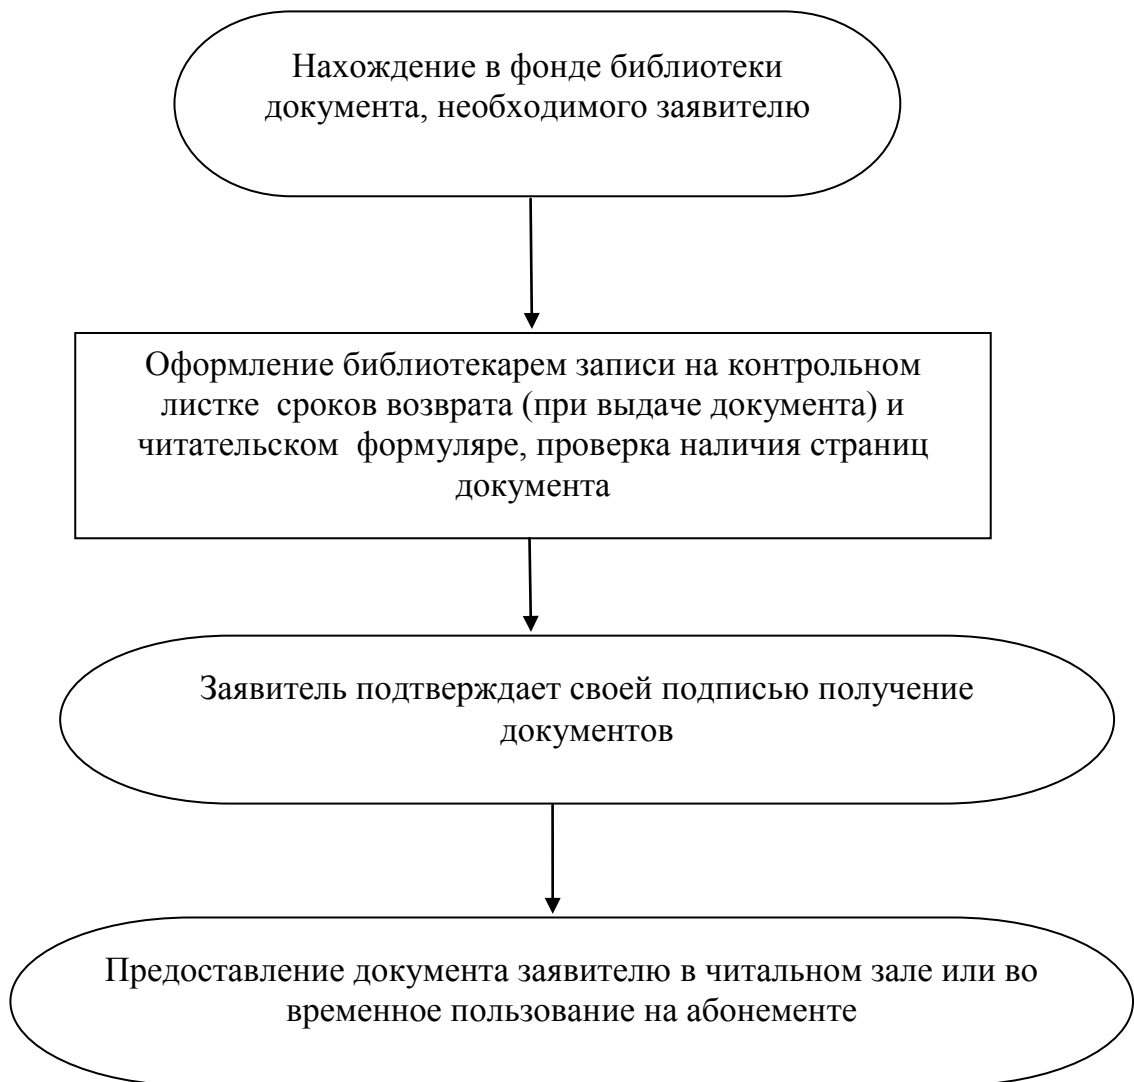 Нахождение в фонде библиотеки
документа, необходимого заявителю
Оформление библиотекарем записи на контрольном
листке  сроков возврата (при выдаче документа) и
читательском  формуляре, проверка наличия страниц
документа
Заявитель подтверждает своей подписью получение
документов
Предоставление документа заявителю в читальном зале или во
временное пользование на абонементе